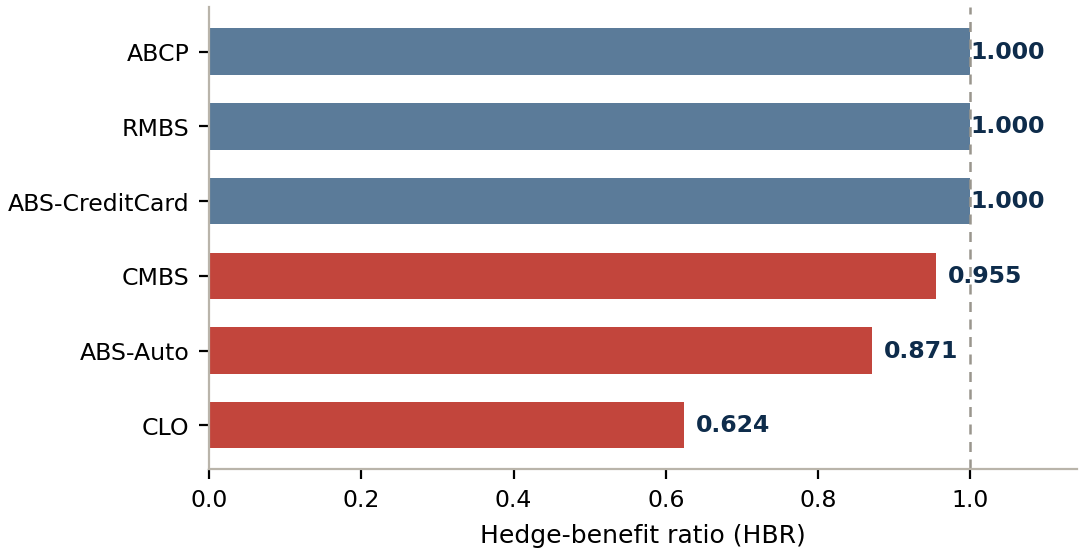 ABCP 1.000
RMBS 1.000
ABS-CreditCard 1.000
CMBS 0.955
ABS-Auto 0.871
CLO 0.624
0.0 0.2 0.4 0.6 0.8 1.0
Hedge-benefit ratio (HBR)